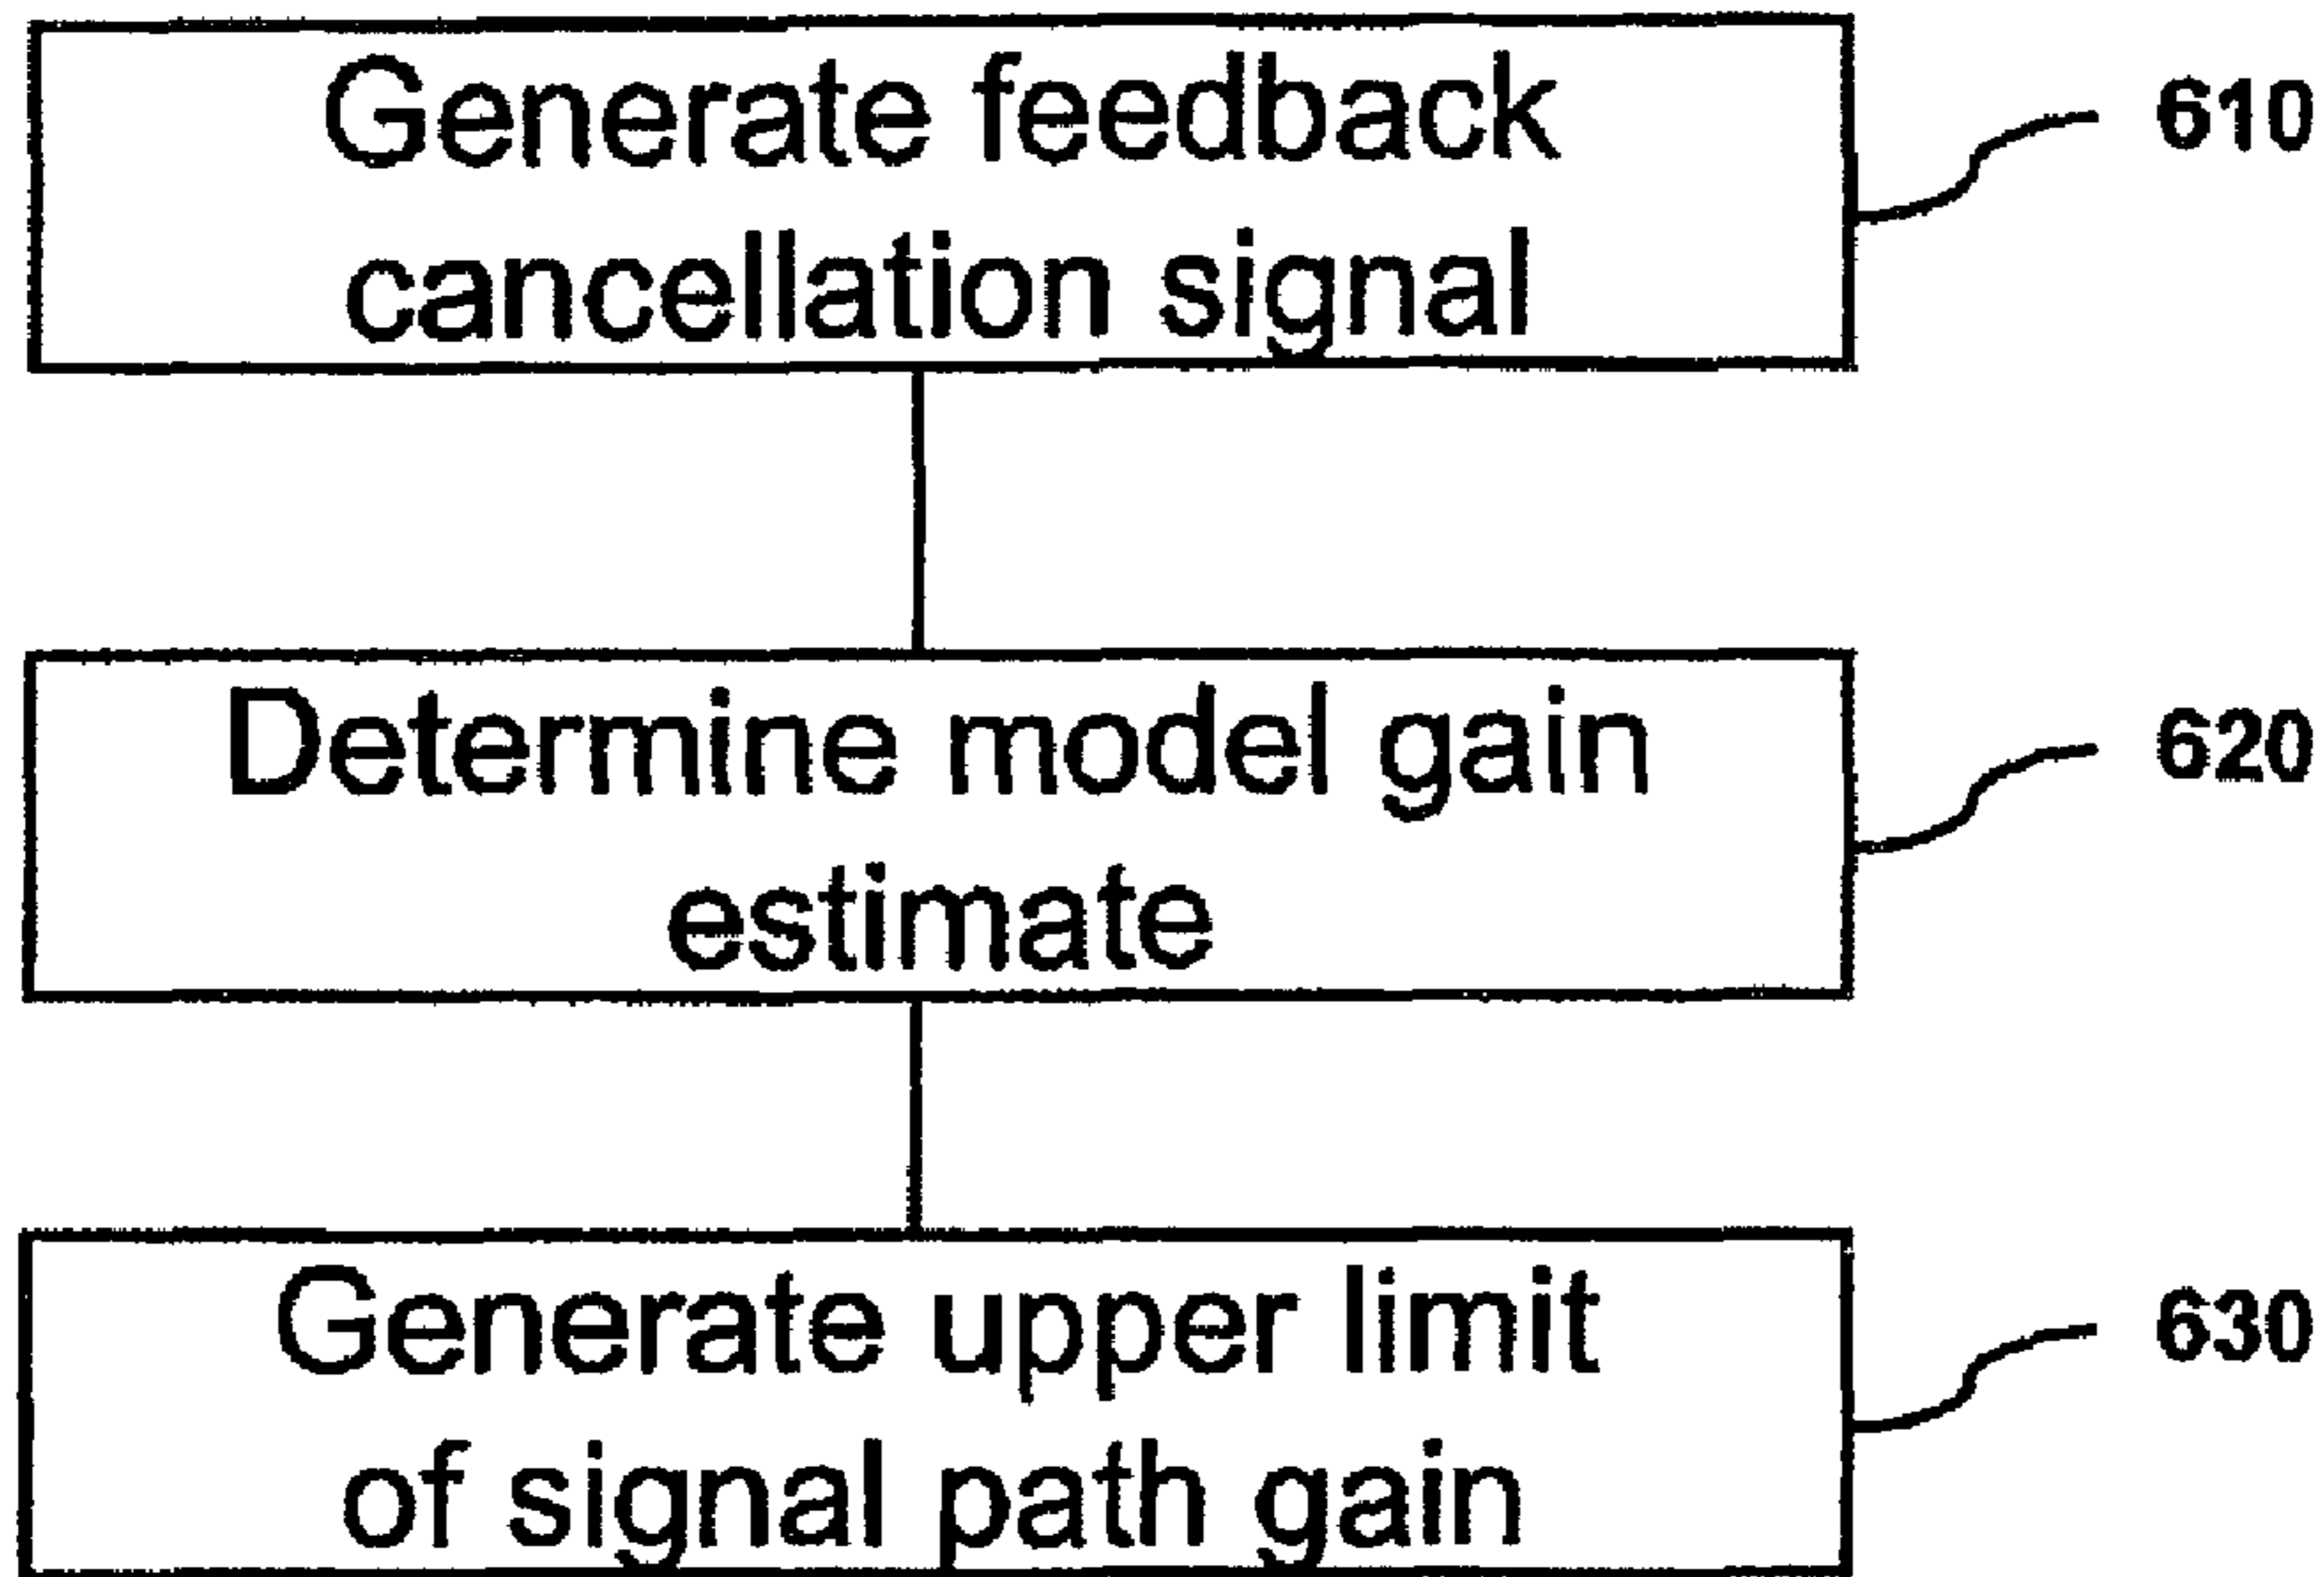 Generate feedback
cancellation signal
610
Determine model gain
estimate
620
Generate upper limit
of signal path gain
630